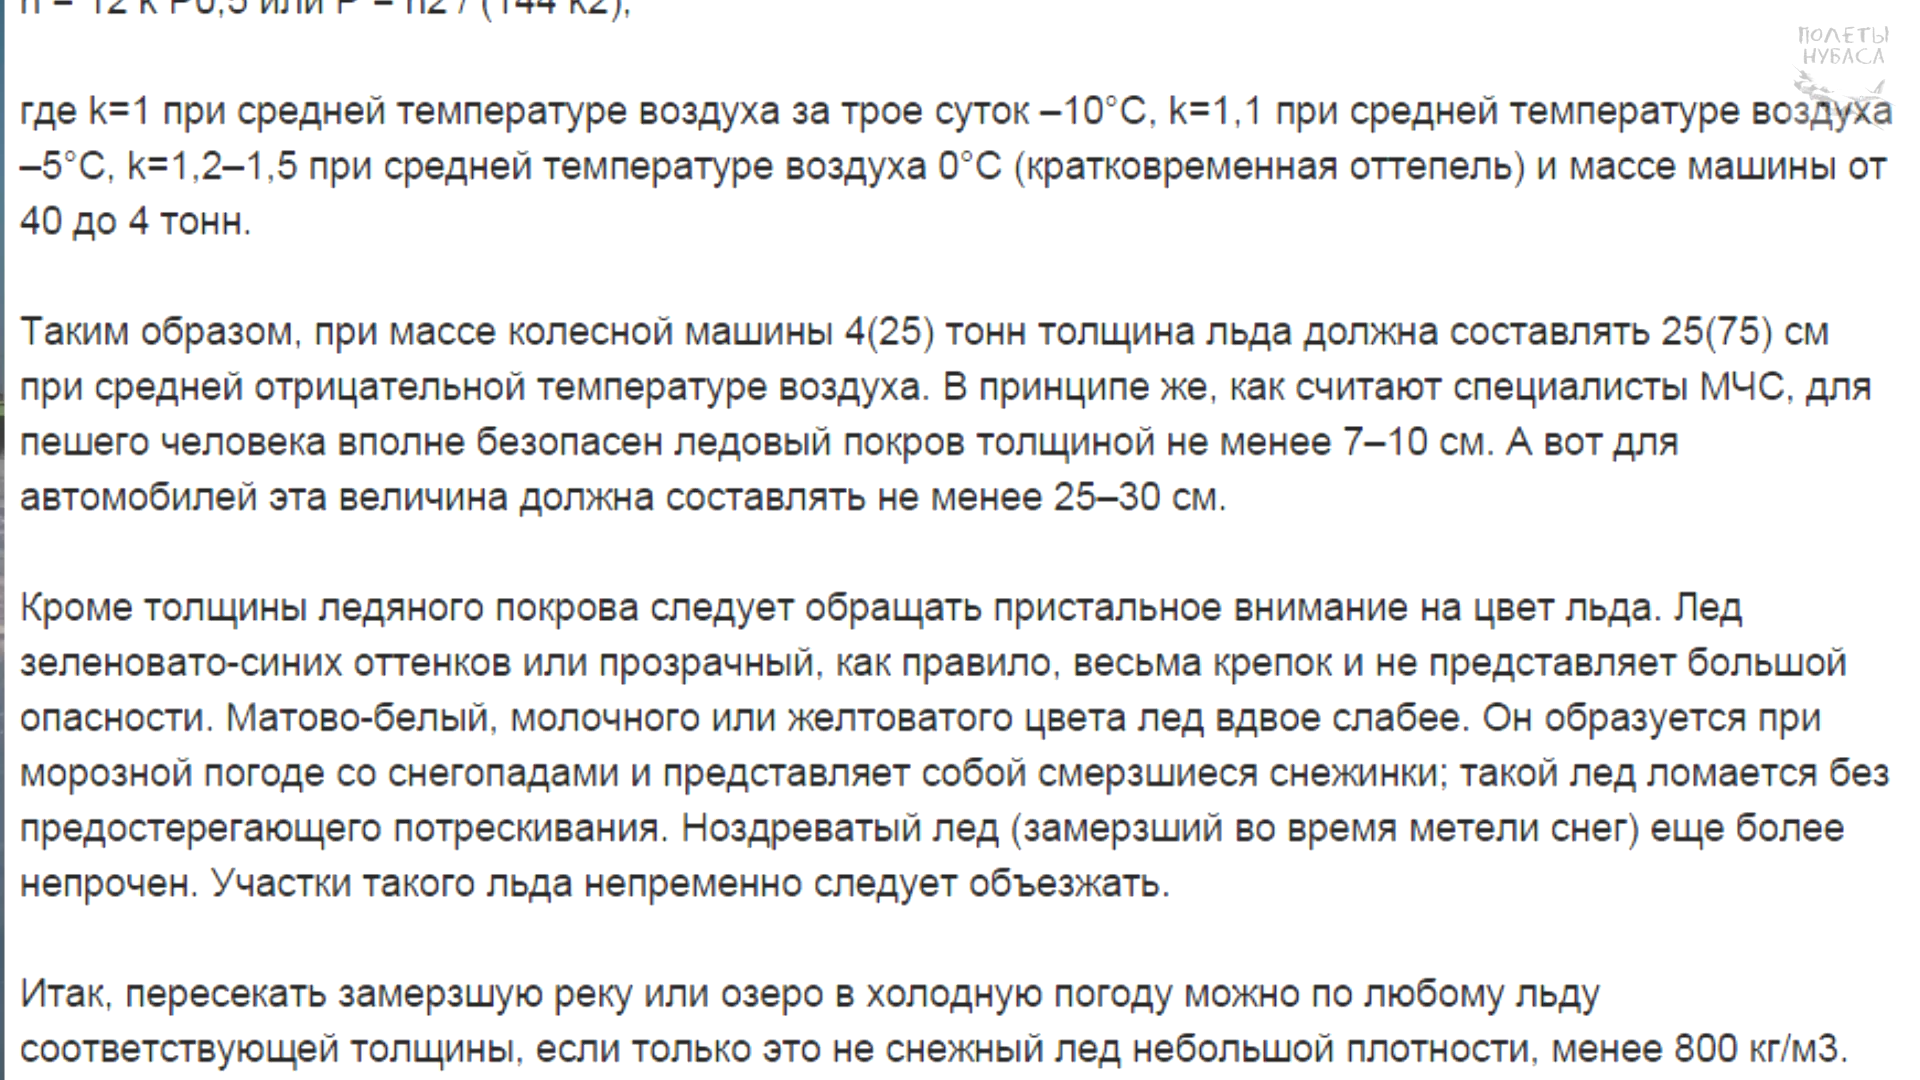 h = 12 k P0,5 или P = h2 / (144 k2),
ПОЛЕТЫ
НУБАСА
где k=1 при средней температуре воздуха за трое суток –10°C, k=1,1 при средней температуре воздуха
–5°C, k=1,2–1,5 при средней температуре воздуха 0°C (кратковременная оттепель) и массе машины от
40 до 4 тонн.
Таким образом, при массе колесной машины 4(25) тонн толщина льда должна составлять 25(75) см
при средней отрицательной температуре воздуха. В принципе же, как считают специалисты МЧС, для
пешего человека вполне безопасен ледовый покров толщиной не менее 7–10 см. А вот для
автомобилей эта величина должна составлять не менее 25–30 см.
Кроме толщины ледяного покрова следует обращать пристальное внимание на цвет льда. Лед
зеленовато-синих оттенков или прозрачный, как правило, весьма крепок и не представляет большой
опасности. Матово-белый, молочного или желтоватого цвета лед вдвое слабее. Он образуется при
морозной погоде со снегопадами и представляет собой смерзшиеся снежинки; такой лед ломается без
предостерегающего потрескивания. Ноздреватый лед (замерзший во время метели снег) еще более
непрочен. Участки такого льда непременно следует объезжать.
Итак, пересекать замерзшую реку или озеро в холодную погоду можно по любому льду
соответствующей толщины, если только это не снежный лед небольшой плотности, менее 800 кг/м3.